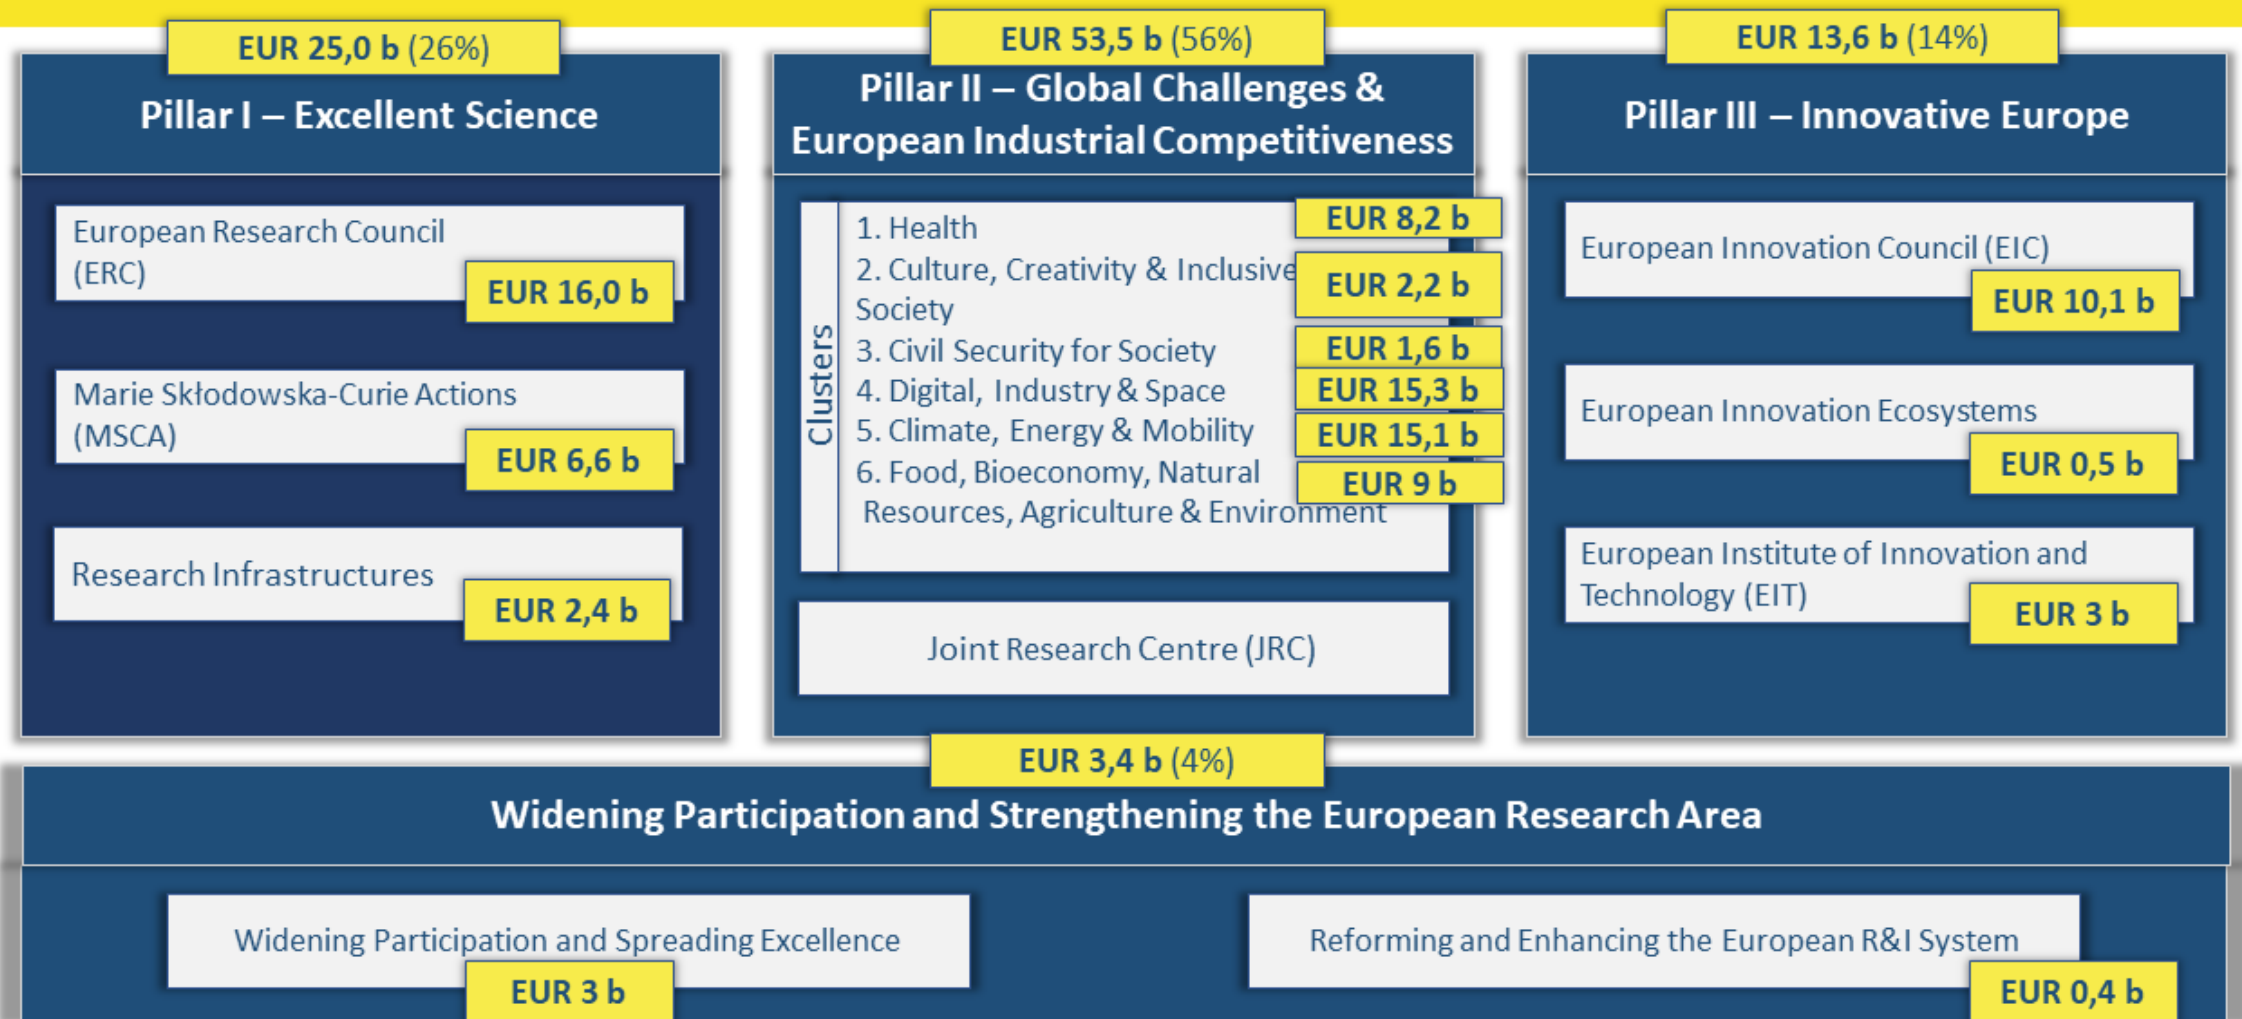 EUR 25,0 b (26%)
Pillar I – Excellent Science
European Research Council
(ERC)
EUR 16,0 b
Marie Skłodowska-Curie Actions
(MSCA)
EUR 6,6 b
Research Infrastructures
EUR 2,4 b
EUR 53,5 b (56%)
Pillar II – Global Challenges &
European Industrial Competitiveness
Clusters
1. Health
EUR 8,2 b
2. Culture, Creativity & Inclusive
Society
EUR 2,2 b
3. Civil Security for Society
EUR 1,6 b
4. Digital, Industry & Space
EUR 15,3 b
5. Climate, Energy & Mobility
EUR 15,1 b
6. Food, Bioeconomy, Natural
Resources, Agriculture & Environment
EUR 9 b
Joint Research Centre (JRC)
EUR 13,6 b (14%)
Pillar III – Innovative Europe
European Innovation Council (EIC)
EUR 10,1 b
European Innovation Ecosystems
EUR 0,5 b
European Institute of Innovation and
Technology (EIT)
EUR 3 b
EUR 3,4 b (4%)
Widening Participation and Strengthening the European Research Area
Widening Participation and Spreading Excellence
EUR 3 b
Reforming and Enhancing the European R&I System
EUR 0,4 b